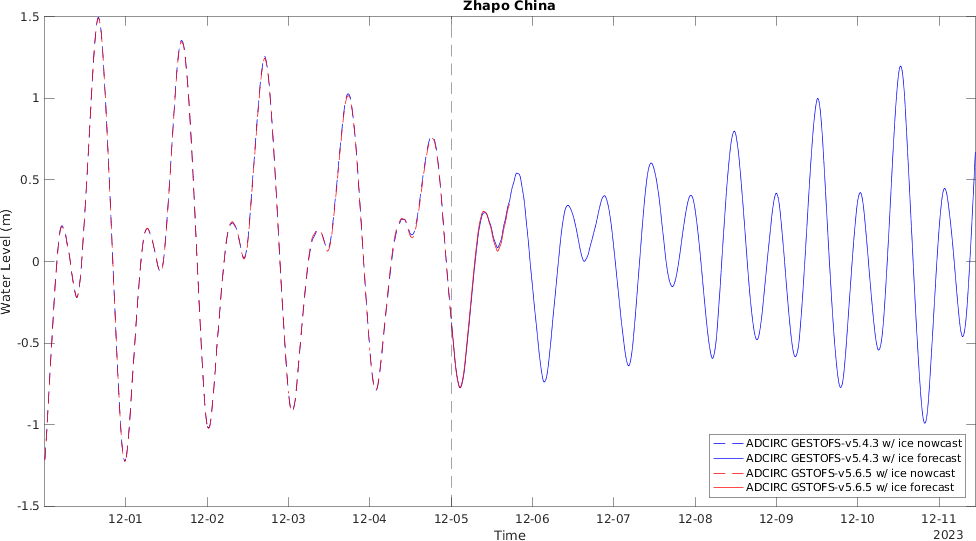 Zhapo China
1.5
1
0.5
0
-0.5
-1
-1.5
Water Level (m)
12-01
12-02
12-03
12-04
12-05
12-06
12-07
12-08
12-09
12-10
12-11
Time
2023
ADCIRC GESTOFS-v5.4.3 w/ ice nowcast
ADCIRC GESTOFS-v5.4.3 w/ ice forecast
ADCIRC GSTOFS-v5.6.5 w/ ice nowcast
ADCIRC GSTOFS-v5.6.5 w/ ice forecast